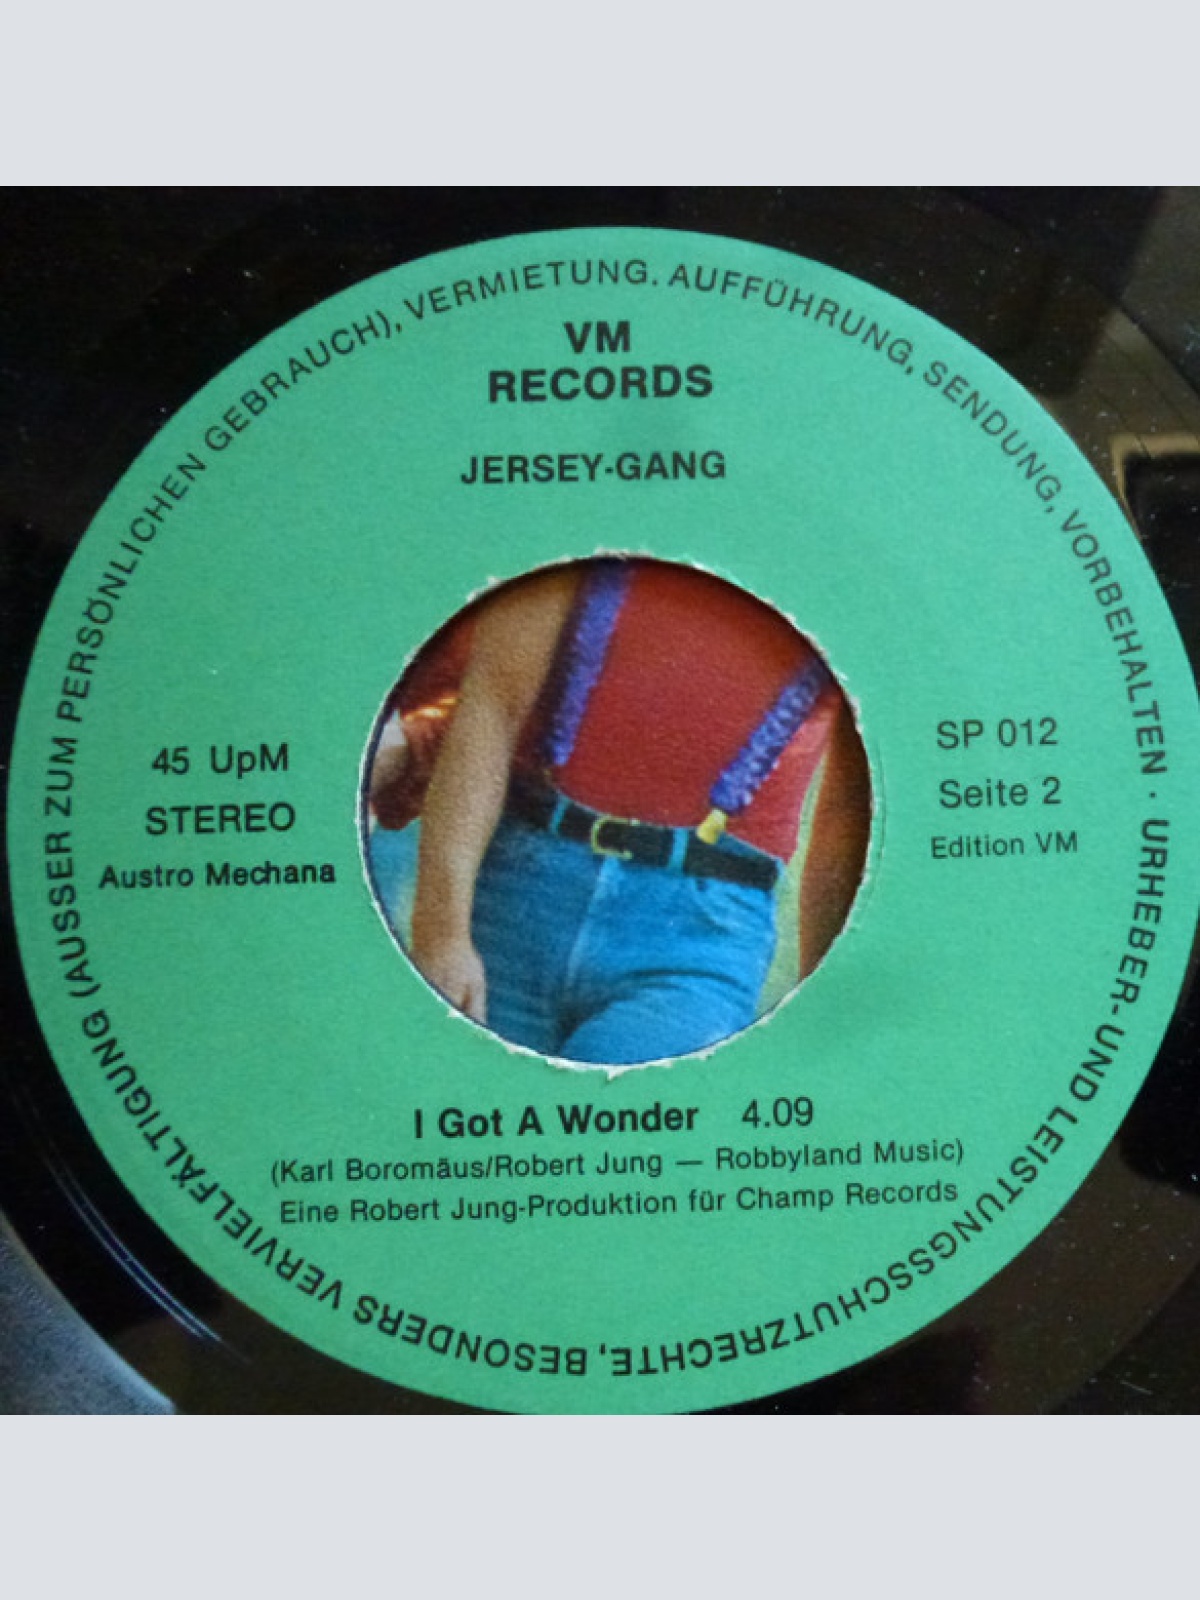 VM
RECORDS
JERSEY-GANG
45 UpM
STEREO
Austro Mechana
SP 012
Seite 2
Edition VM
I Got A Wonder 4.09
(Karl Boromäus/Robert Jung — Robbyland Music)
Eine Robert Jung-Produktion für Champ Records
URHEBER- UND LEISTUNGSSCHUTZRECHTE, BESONDERS VERVIELFÄLTIGUNG (AUSSER ZUM PERSÖNLICHEN GEBRAUCH), VERMIETUNG. AUFFÜHRUNG, SENDUNG, VORBEHALTEN ·